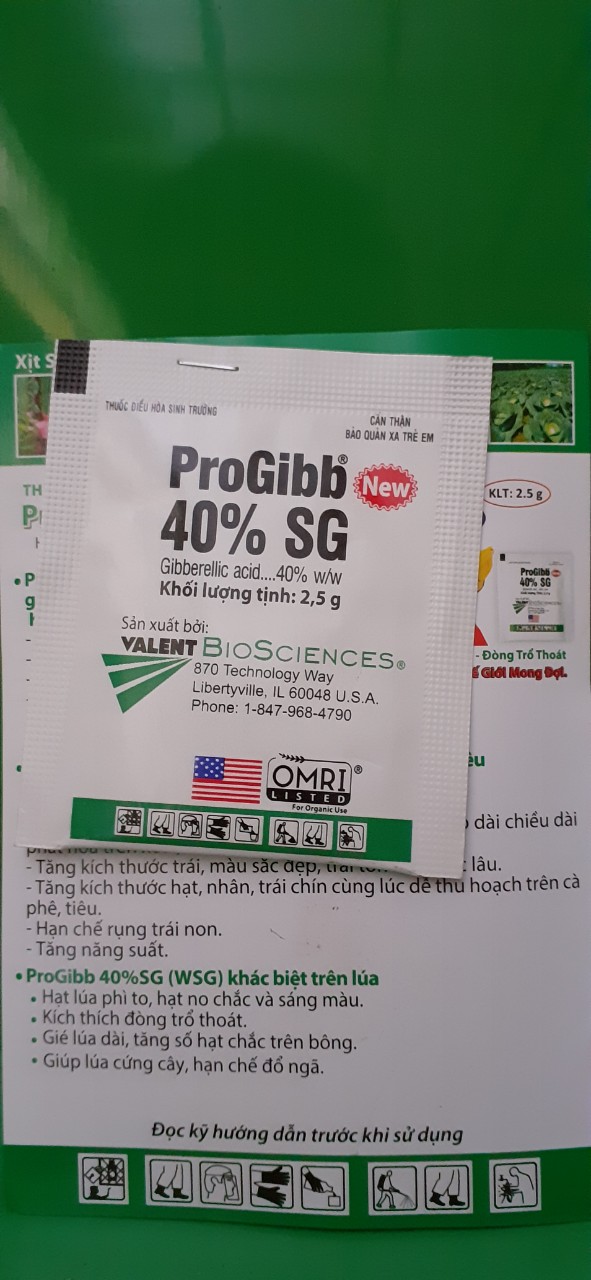 Xịt S
THUỐC ĐIỀU HÒA SINH TRƯỞNG
CẨN THẬN
BẢO QUẢN XA TRẺ EM
ProGibb® New
40% SG
Gibberellic acid....40% w/w
Khối lượng tịnh: 2,5 g
Sản xuất bởi:
VALENT BIOSCIENCES®
870 Technology Way
Libertyville, IL 60048 U.S.A.
Phone: 1-847-968-4790
OMRI®
LISTED
For Organic Use
KLT: 2.5 g
TH
ProGibb New
40% SG
- Đòng Trổ Thoát
Giới Mong Đợi.
êu
dài chiều dài
- Tăng kích thước trái, màu sắc đẹp, lâu.
- Tăng kích thước hạt, nhân, trái chín cùng lúc dễ thu hoạch trên cà
phê, tiêu.
- Hạn chế rụng trái non.
- Tăng năng suất.
• ProGibb 40%SG (WSG) khác biệt trên lúa
• Hạt lúa phì to, hạt no chắc và sáng màu.
• Kích thích đòng trổ thoát.
• Gié lúa dài, tăng số hạt chắc trên bông.
• Giúp lúa cứng cây, hạn chế đổ ngã.
Đọc kỹ hướng dẫn trước khi sử dụng